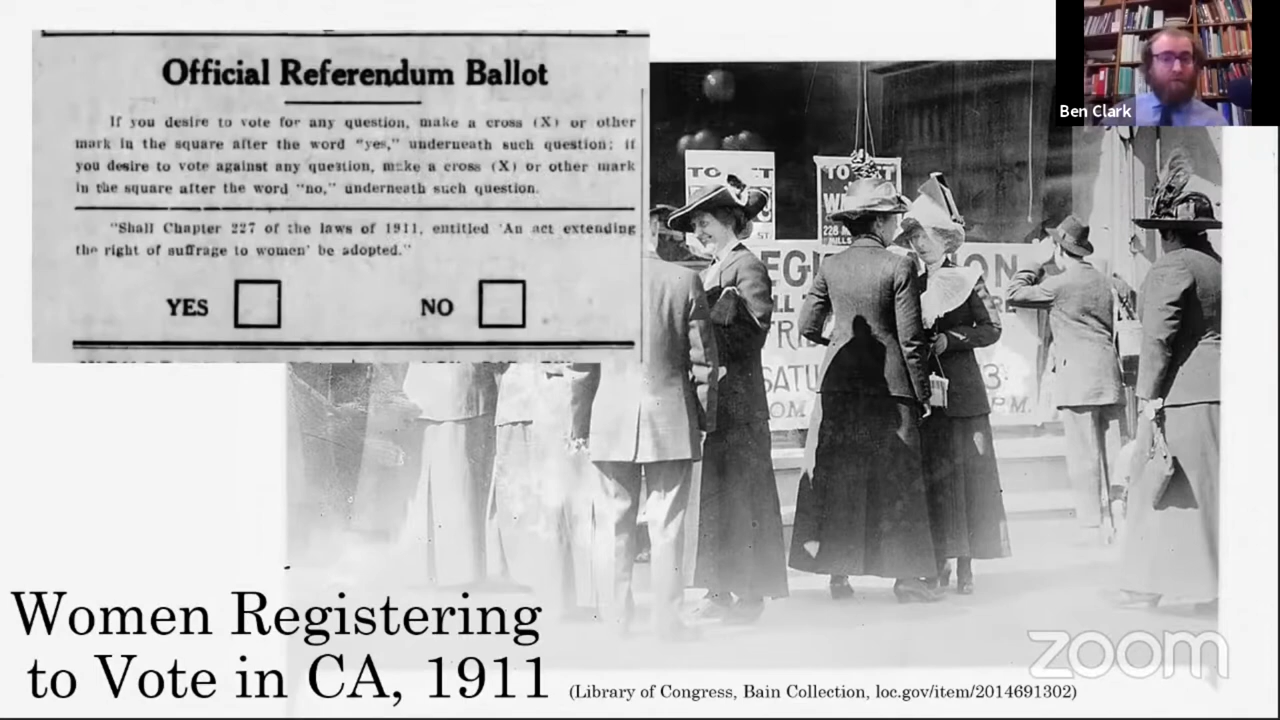 Official Referendum Ballot
If you desire to vote for any question, make a cross (X) or other
mark in the square after the word "yes," underneath such question; if
you desire to vote against any question, make a cross (X) or other mark
in the square after the word "no," underneath such question.
"Shall Chapter 227 of the laws of 1911, entitled 'An act extending
the right of suffrage to women' be adopted."
YES
NO
Ben Clark
TO
SATU
3
P.M.
Women Registering
to Vote in CA, 1911
(Library of Congress, Bain Collection, loc.gov/item/2014691302)
zoom